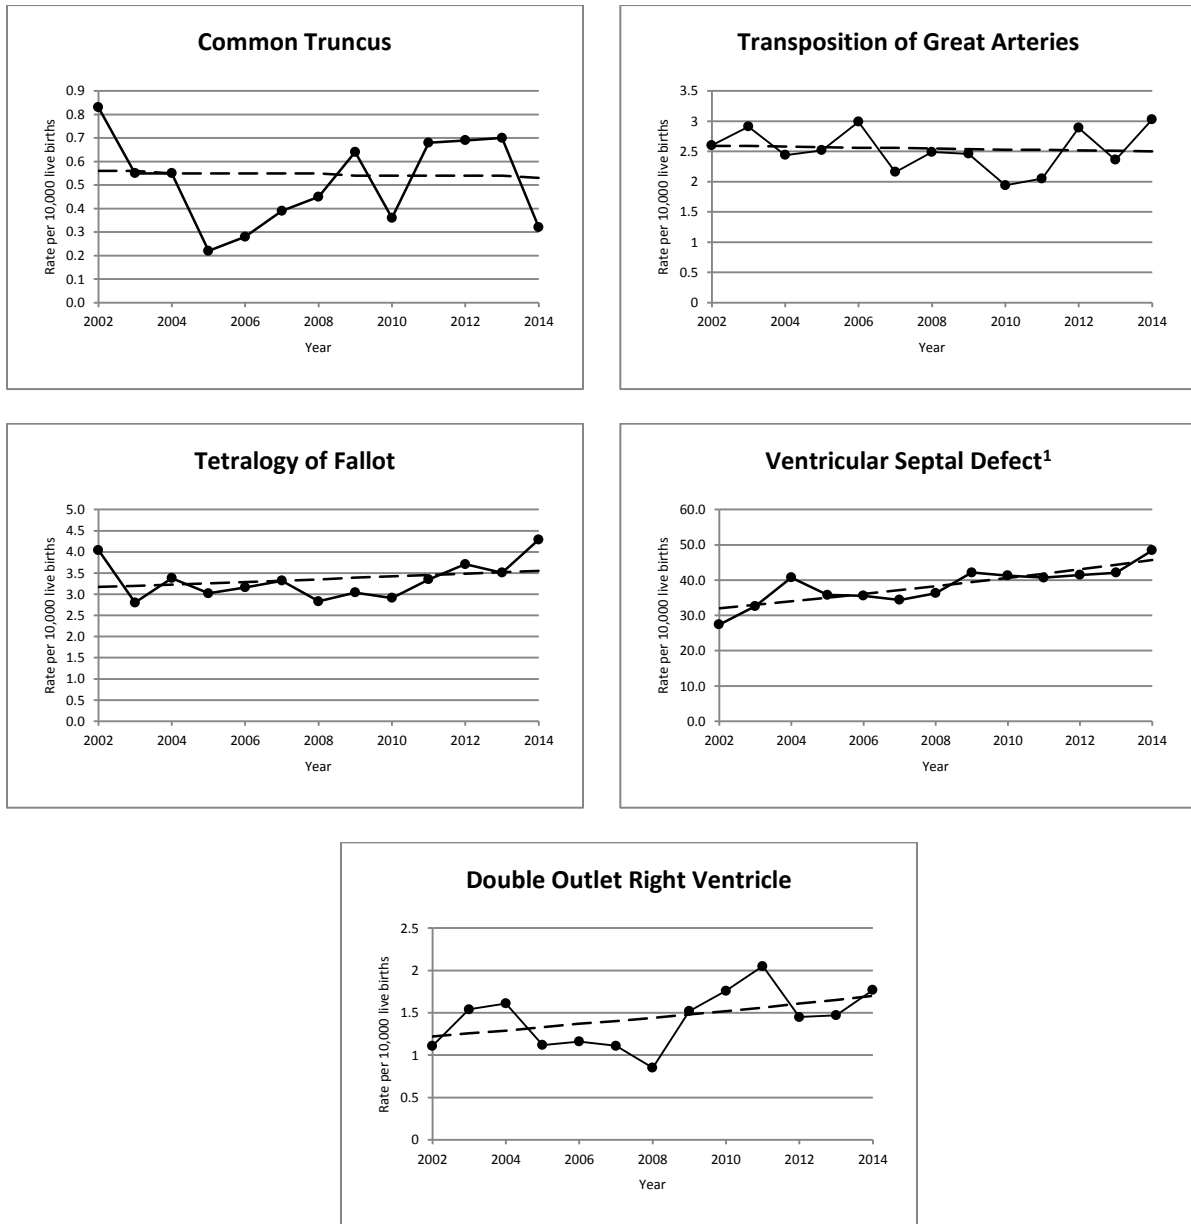 Common Truncus
Rate per 10,000 live births
0.9
0.8
0.7
0.6
0.5
0.4
0.3
0.2
0.1
0.0
2002 2004 2006 2008 2010 2012 2014
Year
Transposition of Great Arteries
Rate per 10,000 live births
3.5
3
2.5
2
1.5
1
0.5
0
2002 2004 2006 2008 2010 2012 2014
Year
Tetralogy of Fallot
Rate per 10,000 live births
5.0
4.5
4.0
3.5
3.0
2.5
2.0
1.5
1.0
0.5
0.0
2002 2004 2006 2008 2010 2012 2014
Year
Ventricular Septal Defect¹
Rate per 10,000 live births
60.0
50.0
40.0
30.0
20.0
10.0
0.0
2002 2004 2006 2008 2010 2012 2014
Year
Double Outlet Right Ventricle
Rate per 10,000 live births
2.5
2
1.5
1
0.5
0
2002 2004 2006 2008 2010 2012 2014
Year